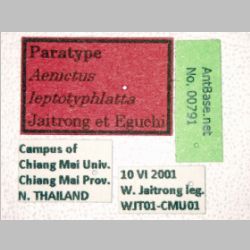 Paratype
Aenictus
leptotyphlatta
Jaitrong et Eguchi
AntBase.net
No, 00791
Campus of
Chiang Mai Univ.
Chiang Mai Prov.
N. THAILAND
10 VI 2001
W. Jaitrong leg.
WJT01-CMU01